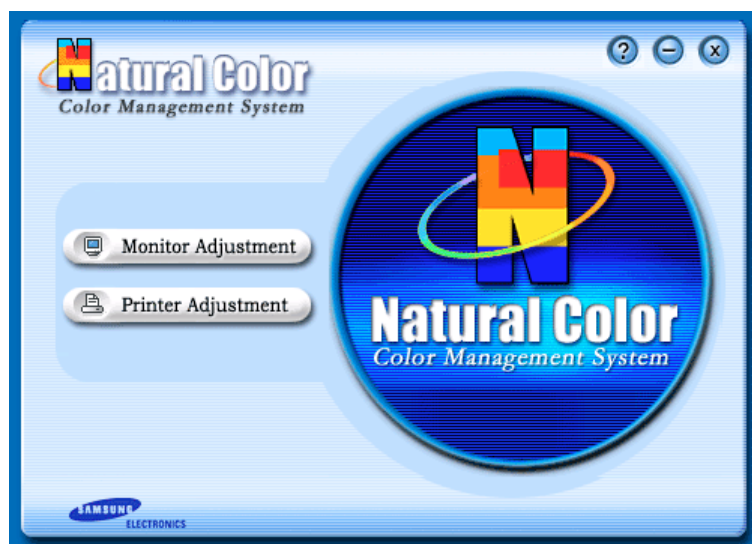 Natural Color
Color Management System
?
x
Monitor Adjustment
Printer Adjustment
N
Natural Color
Color Management System
SAMSUNG
ELECTRONICS